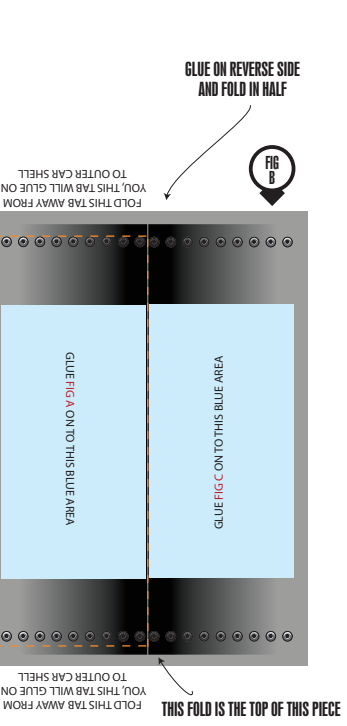 GLUE ON REVERSE SIDE
AND FOLD IN HALF
FIG
B
FOLD THIS TAB AWAY FROM
YOU, THIS TAB WILL GLUE ON
TO OUTER CAR SHELL
GLUE FIG A ON TO THIS BLUE AREA
GLUE FIG C ON TO THIS BLUE AREA
FOLD THIS TAB AWAY FROM
YOU, THIS TAB WILL GLUE ON
TO OUTER CAR SHELL
THIS FOLD IS THE TOP OF THIS PIECE